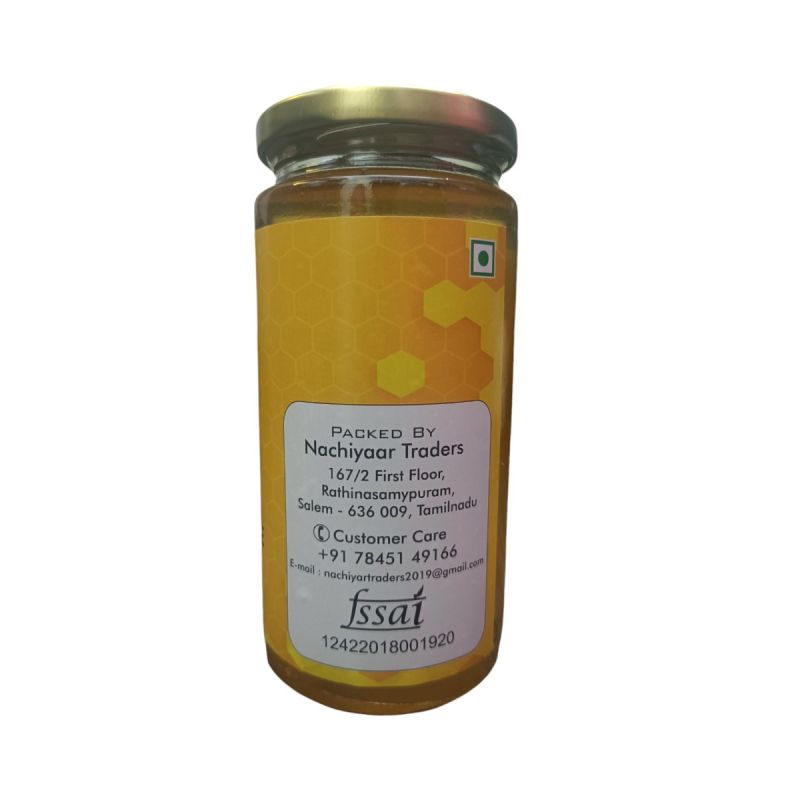 Packed By
Nachiyaar Traders
167/2 First Floor,
Rathinasamypuram,
Salem - 636 009, Tamilnadu
Customer Care
+91 78451 49166
E-mail : nachiyartraders2019@gmail.com
fssai
12422018001920